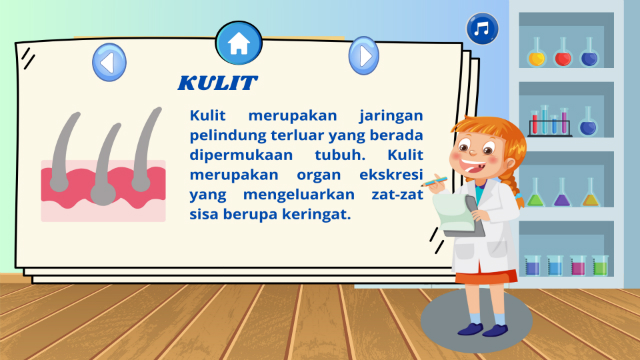 KULIT
Kulit merupakan jaringan
pelindung terluar yang berada
dipermukaan tubuh. Kulit
merupakan organ ekskresi
yang mengeluarkan zat-zat
sisa berupa keringat.